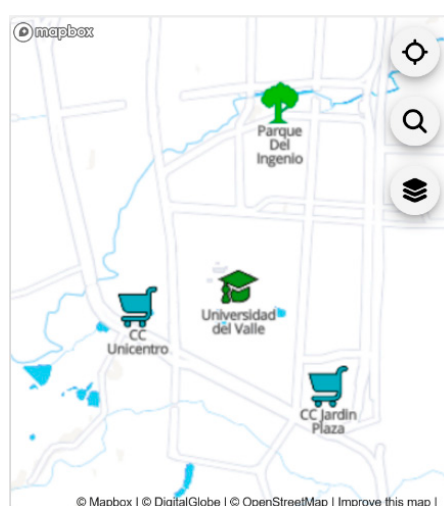 mapbox
Parque
Del
Ingenio
Universidad
del Valle
CC
Unicentro
CC Jardin
Plaza
© Mapbox | © DigitalGlobe | © OpenStreetMap | Improve this map |